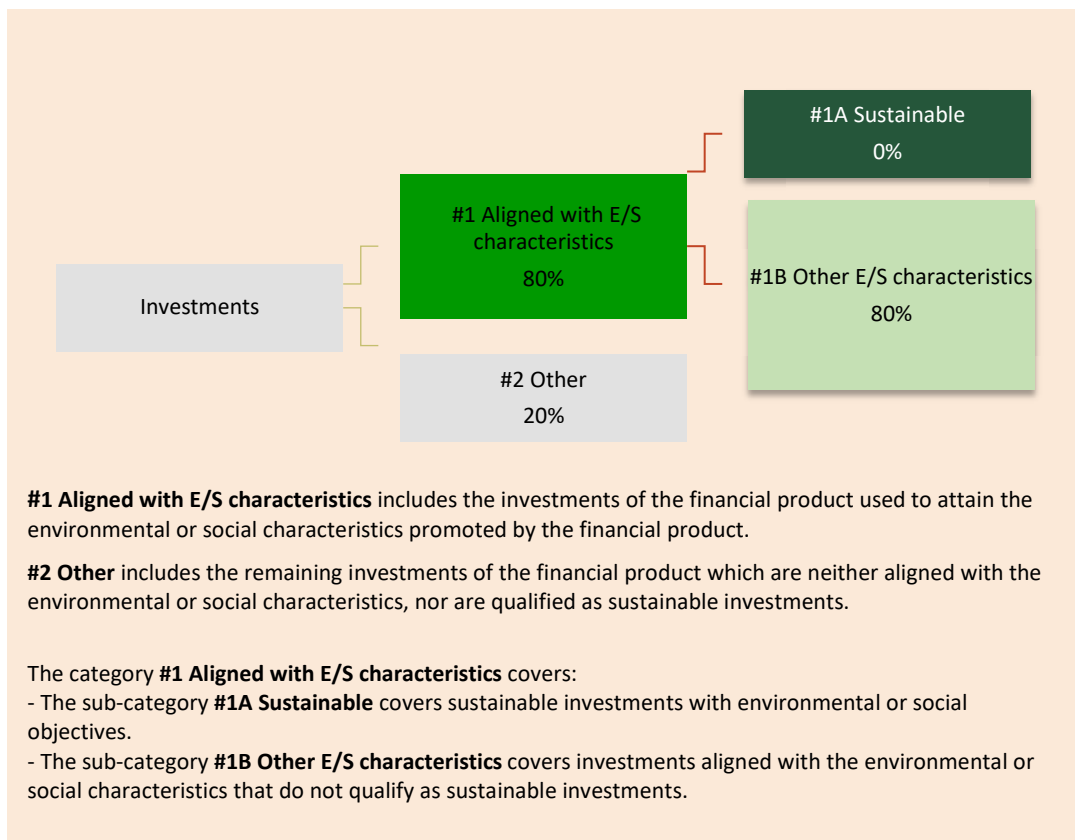 #1A Sustainable
0%
#1 Aligned with E/S
characteristics
80%
#1B Other E/S characteristics
80%
Investments
#2 Other
20%
#1 Aligned with E/S characteristics includes the investments of the financial product used to attain the
environmental or social characteristics promoted by the financial product.
#2 Other includes the remaining investments of the financial product which are neither aligned with the
environmental or social characteristics, nor are qualified as sustainable investments.
The category #1 Aligned with E/S characteristics covers:
- The sub-category #1A Sustainable covers sustainable investments with environmental or social
objectives.
- The sub-category #1B Other E/S characteristics covers investments aligned with the environmental or
social characteristics that do not qualify as sustainable investments.